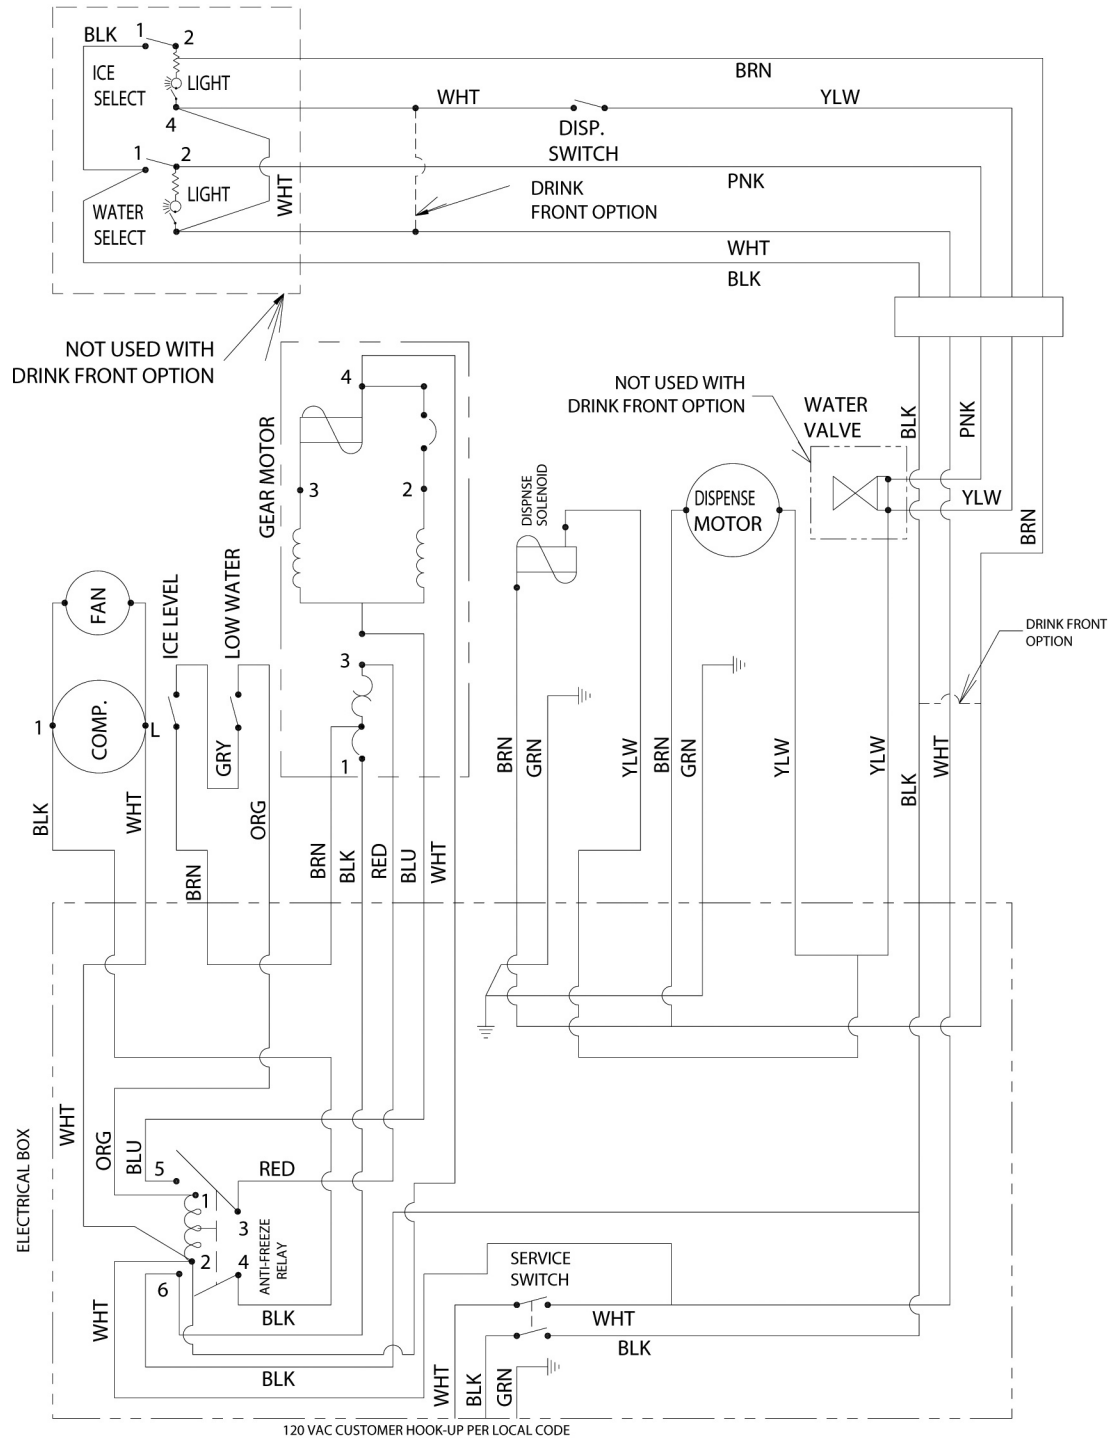 BLK
1
2
ICE
SELECT
LIGHT
4
BRN
WHT
YLW
DISP.
SWITCH
1
2
WHT
PNK
LIGHT
WATER
SELECT
DRINK
FRONT OPTION
WHT
BLK
NOT USED WITH
DRINK FRONT OPTION
4
GEAR MOTOR
3
2
NOT USED WITH
DRINK FRONT OPTION
WATER
VALVE
BLK
PNK
YLW
BRN
DISPNSE
SOLENOID
DISPENSE
MOTOR
FAN
ICE LEVEL
LOW WATER
3
DRINK FRONT
OPTION
1
COMP.
L
GRY
1
BRN
GRN
YLW
BRN
GRN
YLW
YLW
BLK
WHT
BLK
WHT
ORG
BRN
BRN
BLK
RED
BLU
WHT
ELECTRICAL BOX
WHT
ORG
BLU
5
RED
1
3
2
4
ANTI-FREEZE
RELAY
6
BLK
WHT
BLK
SERVICE
SWITCH
WHT
BLK
WHT
BLK
GRN
120 VAC CUSTOMER HOOK-UP PER LOCAL CODE